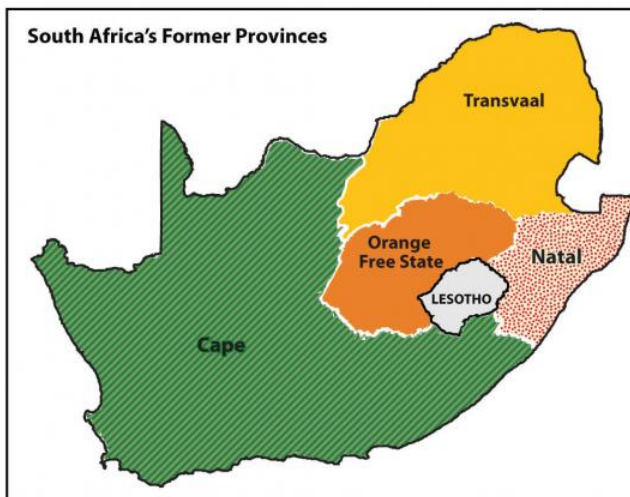 South Africa's Former Provinces
Transvaal
Orange
Free State
Natal
LESOTHO
Cape